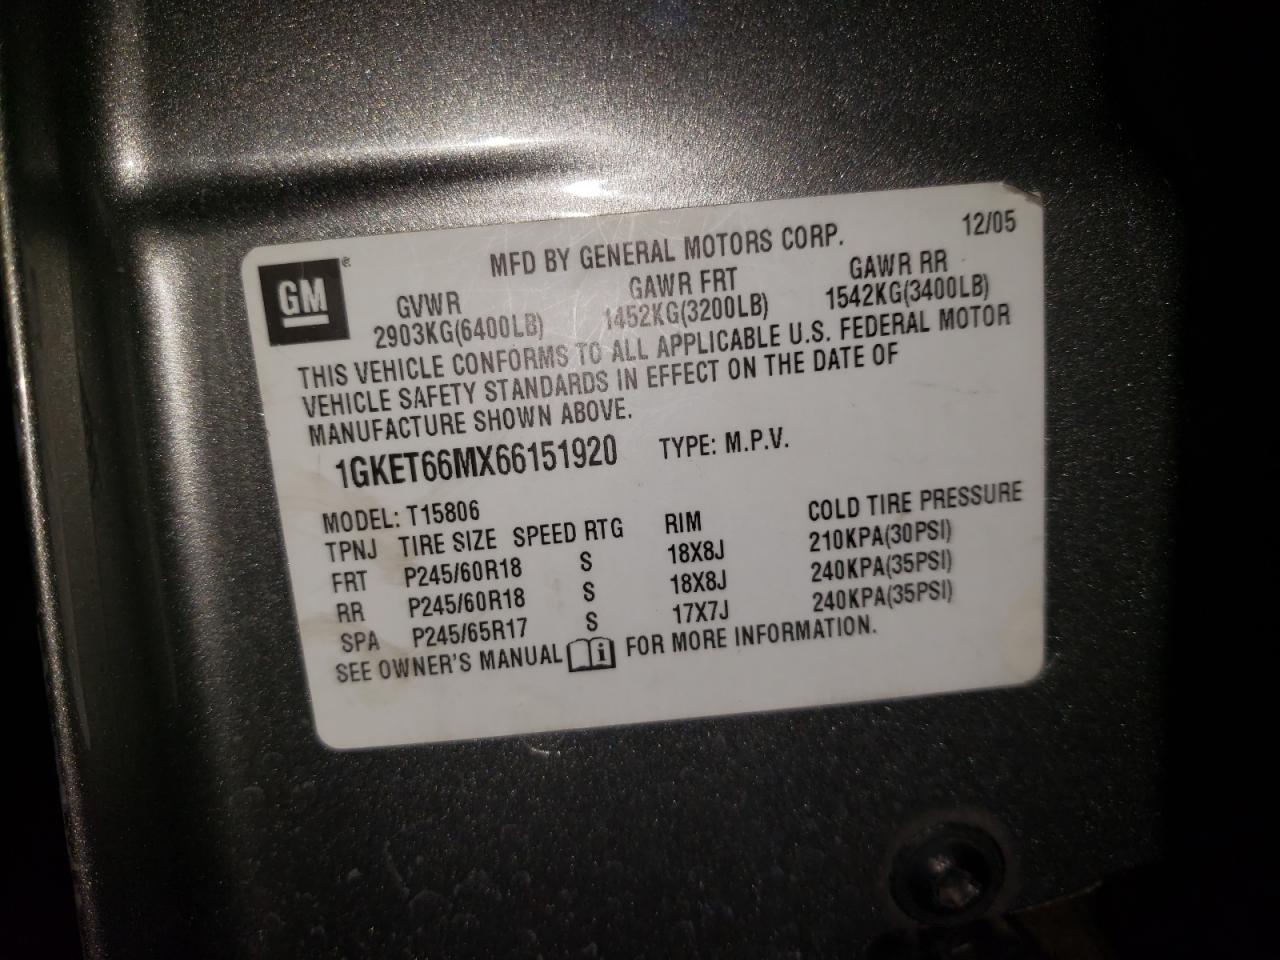 MFD BY GENERAL MOTORS CORP. 12/05
GM ®
GVWR GAWR FRT GAWR RR
2903KG(6400LB) 1452KG(3200LB) 1542KG(3400LB)
THIS VEHICLE CONFORMS TO ALL APPLICABLE U.S. FEDERAL MOTOR
VEHICLE SAFETY STANDARDS IN EFFECT ON THE DATE OF
MANUFACTURE SHOWN ABOVE.
1GKET66MX66151920 TYPE: M.P.V.
MODEL: T15806
TPNJ TIRE SIZE SPEED RTG RIM COLD TIRE PRESSURE
FRT P245/60R18 S 18X8J 210KPA(30PSI)
RR P245/60R18 S 18X8J 240KPA(35PSI)
SPA P245/65R17 S 17X7J 240KPA(35PSI)
SEE OWNER'S MANUAL i FOR MORE INFORMATION.